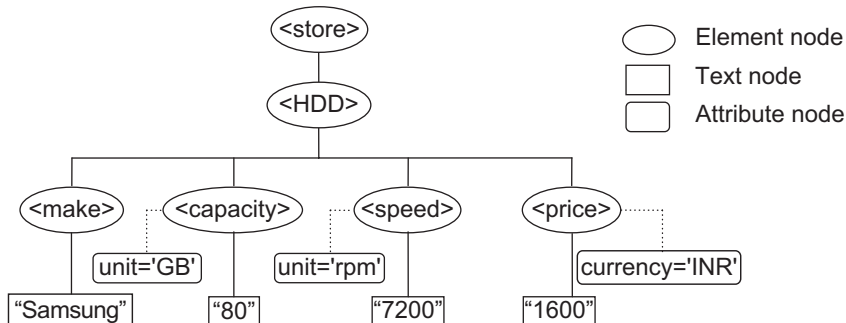 <store>
Element node
Text node
<HDD>
Attribute node
<make> <capacity> <speed> <price>
unit='GB' unit='rpm' currency='INR'
“Samsung” “80” “7200” “1600”